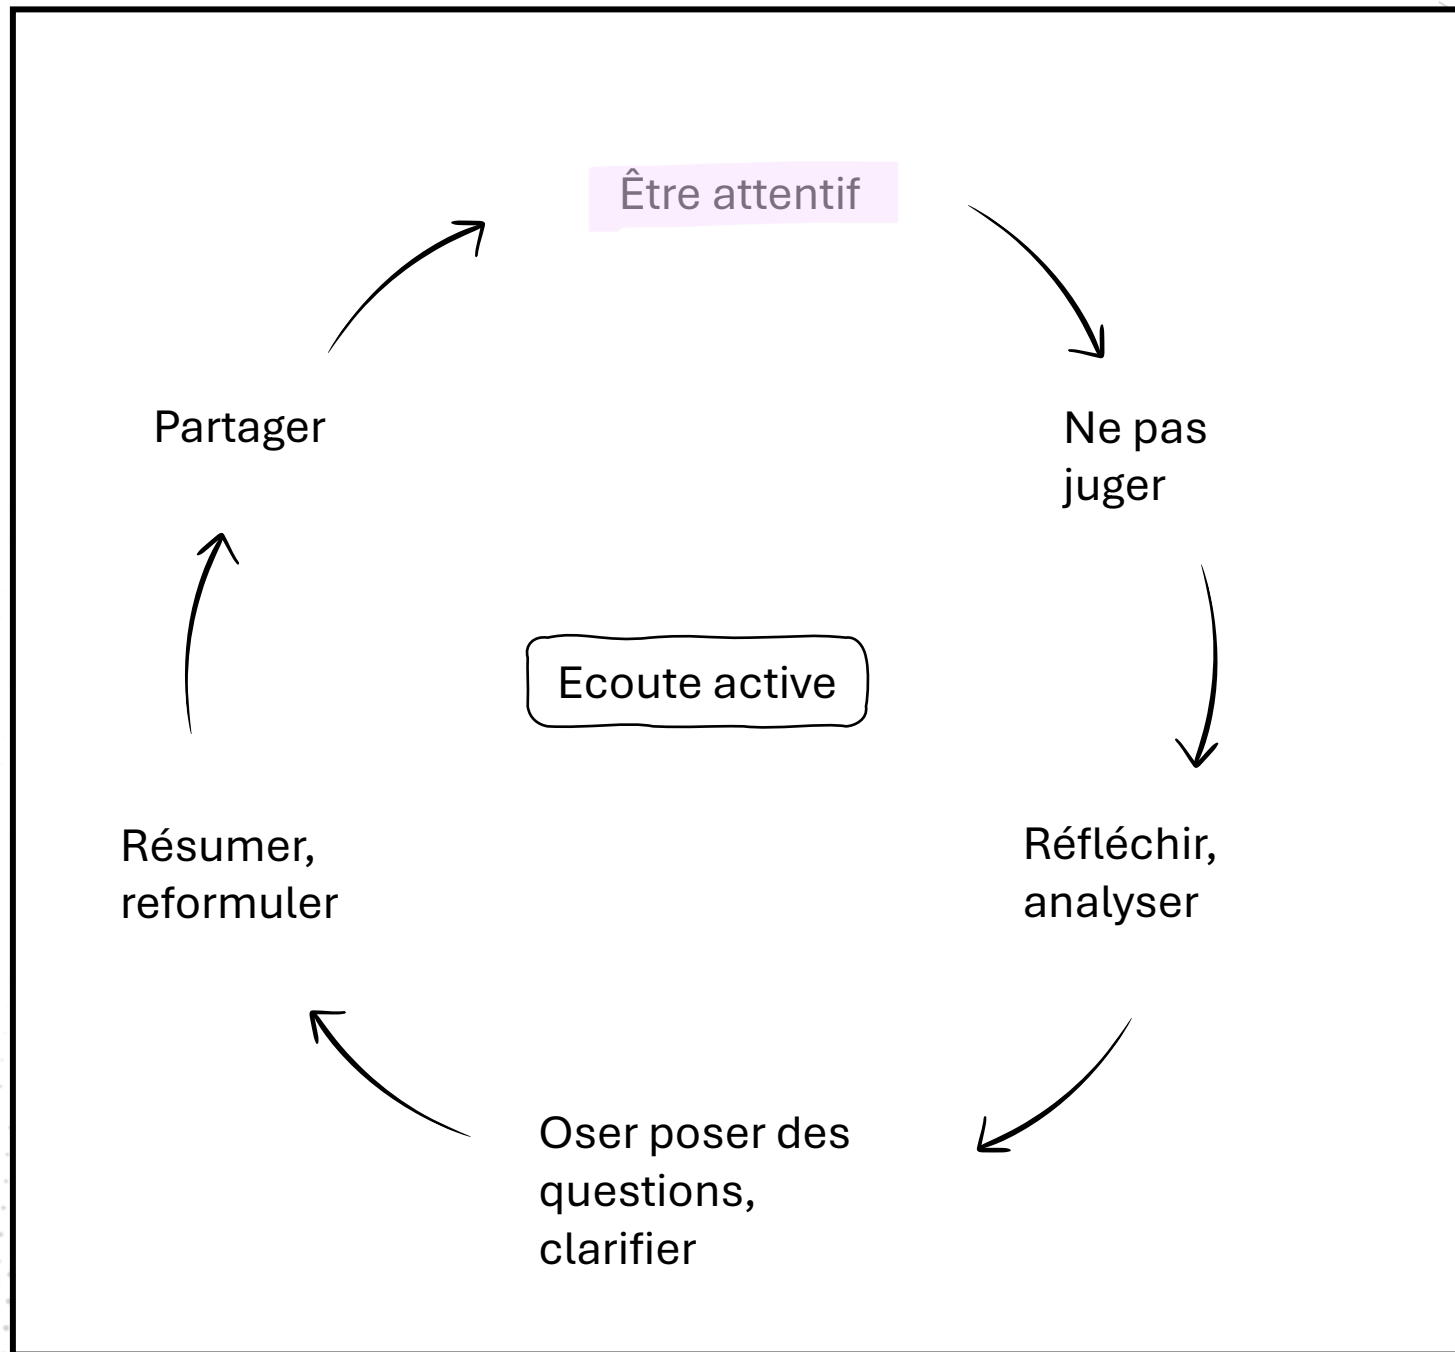 Être attentif
Ne pas
juger
Réfléchir,
analyser
Oser poser des
questions,
clarifier
Résumer,
reformuler
Partager
Ecoute active